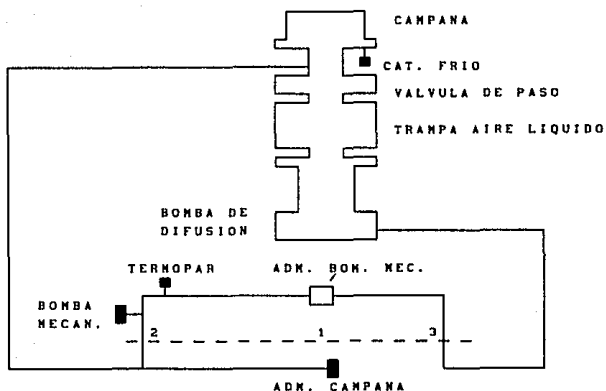 CAMPANA
CAT. FRIO
VALVULA DE PASO
TRAMPA AIRE LIQUIDO
BOMBA DE
DIFUSION
TERMOPAR
ADM. BOM. MEC.
BOMBA
MECAN.
2
1
3
ADM. CAMPANA